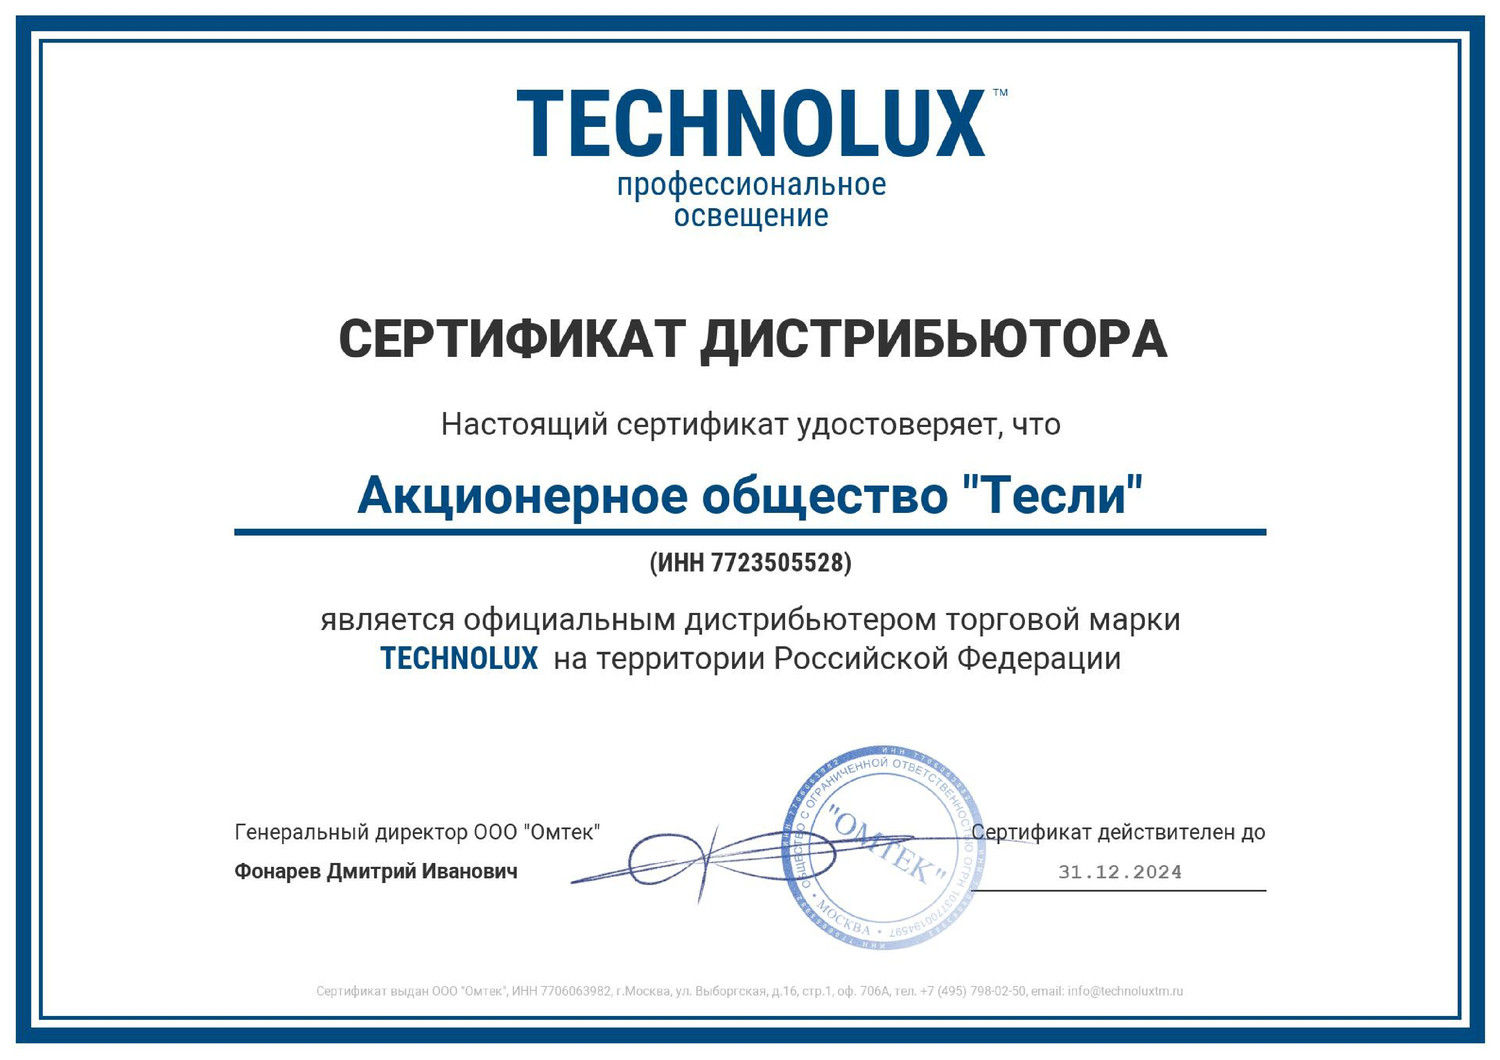 TECHNOLUX™
профессиональное
освещение
СЕРТИФИКАТ ДИСТРИБЬЮТОРА
Настоящий сертификат удостоверяет, что
Акционерное общество "Тесли"
(ИНН 7723505528)
является официальным дистрибьютером торговой марки
TECHNOLUX на территории Российской Федерации
Генеральный директор ООО "Омтек"
Фонарев Дмитрий Иванович
ИНН 7706063982
ОБЩЕСТВО С ОГРАНИЧЕННОЙ ОТВЕТСТВЕННОСТЬЮ ОГРН 1037700194597
"ОМТЕК"
• МОСКВА •
Сертификат действителен до
31.12.2024
Сертификат выдан ООО "Омтек", ИНН 7706063982, г.Москва, ул. Выборгская, д.16, стр.1, оф. 706А, тел. +7 (495) 798-02-50, email: info@technoluxtm.ru